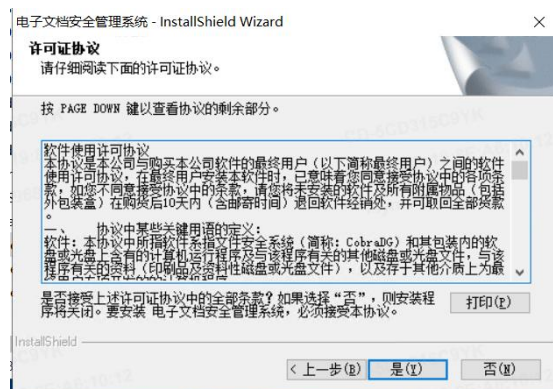 电子文档安全管理系统 - InstallShield Wizard
许可证协议
请仔细阅读下面的许可证协议。
按 PAGE DOWN 键以查看协议的剩余部分。
软件使用许可协议
本协议是本公司与购买本公司软件的最终用户（以下简称最终用户）之间的软件
使用许可协议，在最终用户安装本软件时，已意味着您同意接受协议中的各项条
款，如您不同意接受协议中的条款，请您将未安装的软件及所有附属物品（包括
外包装盒）在购货后10天内（含邮寄时间）退回软件经销处，并可取回全部货款
。
一、 协议中某些关键用语的定义：
软件：本协议中所指软件系指文件安全系统（简称：CobraDG）和其包装内的软
盘或光盘上含有的计算机运行程序及与该程序有关的其他磁盘或光盘文件，与该
程序有关的资料（印刷品及资料性磁盘或光盘文件），以及存于其他介质上为最
是否接受上述许可证协议中的全部条款？如果选择“否”，则安装程
序将关闭。要安装 电子文档安全管理系统，必须接受本协议。
打印(P)
InstallShield
< 上一步(B)
是(Y)
否(N)